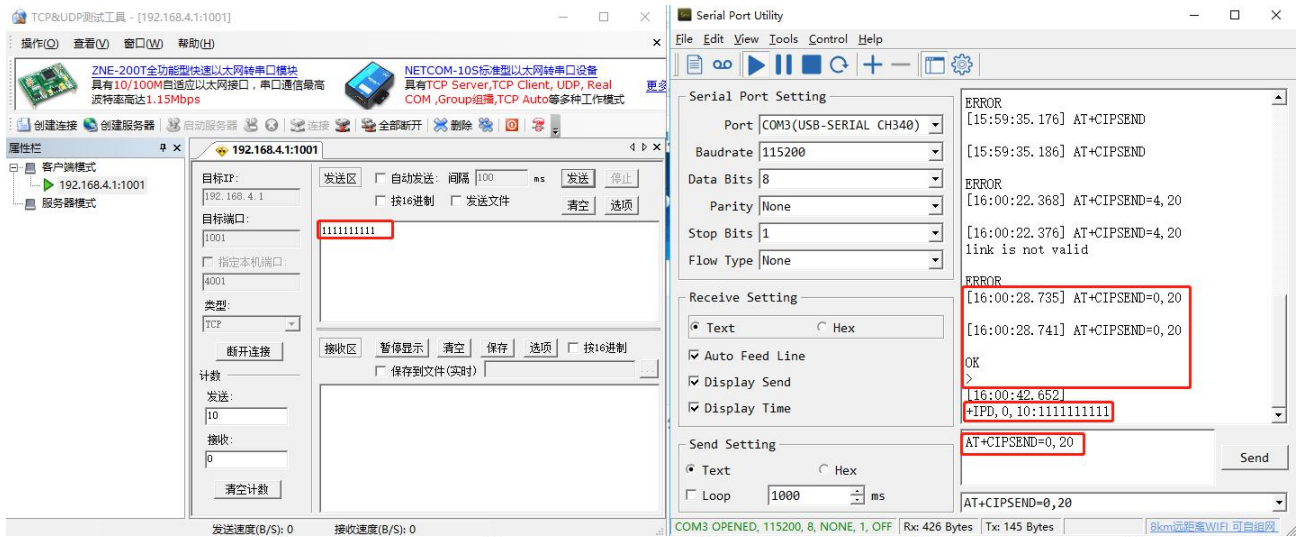 TCP&UDP测试工具 - [192.168.4.1:1001]
操作(O) 查看(V) 窗口(W) 帮助(H)
ZNE-200T全功能型快速以太网转串口模块
具有10/100M自适应以太网接口，串口通信最高
波特率高达1.15Mbps
NETCOM-10S标准型以太网转串口设备
具有TCP Server,TCP Client, UDP, Real
COM ,Group组播,TCP Auto等多种工作模式
更多
创建连接 创建服务器 启动服务器 连接 全部断开 删除
属性栏
客户端模式
192.168.4.1:1001
服务器模式
192.168.4.1:1001
目标IP:
192.168.4.1
目标端口:
1001
指定本机端口:
4001
类型:
TCP
断开连接
计数
发送:
10
接收:
0
清空计数
发送区 自动发送: 间隔 100 ms 发送 停止
按16进制 发送文件 清空 选项
1111111111
接收区 暂停显示 清空 保存 选项 按16进制
保存到文件(实时)
...
发送速度(B/S): 0 接收速度(B/S): 0
Serial Port Utility
File Edit View Tools Control Help
Serial Port Setting
Port COM3(USB-SERIAL CH340)
Baudrate 115200
Data Bits 8
Parity None
Stop Bits 1
Flow Type None
Receive Setting
Text Hex
Auto Feed Line
Display Send
Display Time
Send Setting
Text Hex
Loop 1000 ms
ERROR
[15:59:35.176] AT+CIPSEND
[15:59:35.186] AT+CIPSEND
ERROR
[16:00:22.368] AT+CIPSEND=4,20
[16:00:22.376] AT+CIPSEND=4,20
link is not valid
ERROR
[16:00:28.735] AT+CIPSEND=0,20
[16:00:28.741] AT+CIPSEND=0,20
OK
>
[16:00:42.652]
+IPD,0,10:1111111111
AT+CIPSEND=0,20
Send
AT+CIPSEND=0,20
COM3 OPENED, 115200, 8, NONE, 1, OFF Rx: 426 Bytes Tx: 145 Bytes 8km远距离WIFI 可自组网